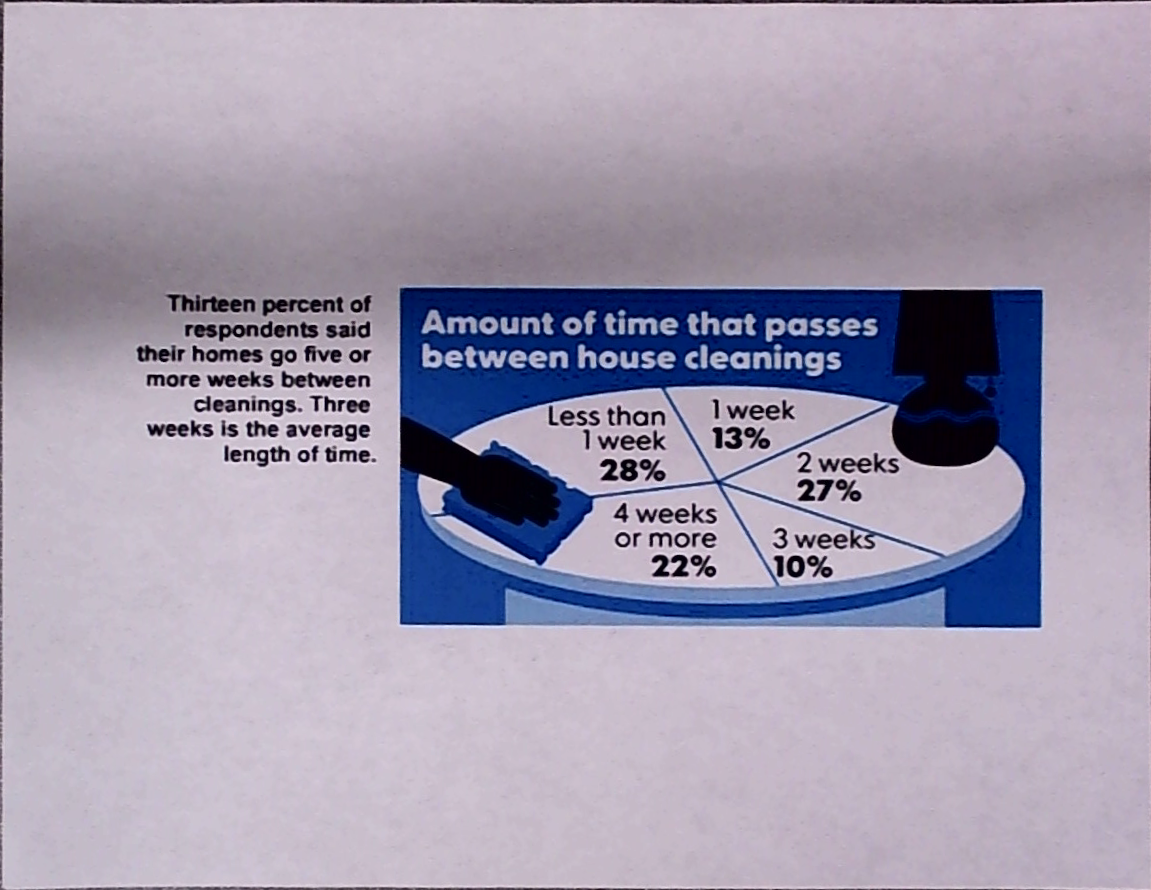 Thirteen percent of
respondents said
their homes go five or
more weeks between
cleanings. Three
weeks is the average
length of time.
Amount of time that passes
between house cleanings
Less than
1 week
28%
1 week
13%
2 weeks
27%
3 weeks
10%
4 weeks
or more
22%